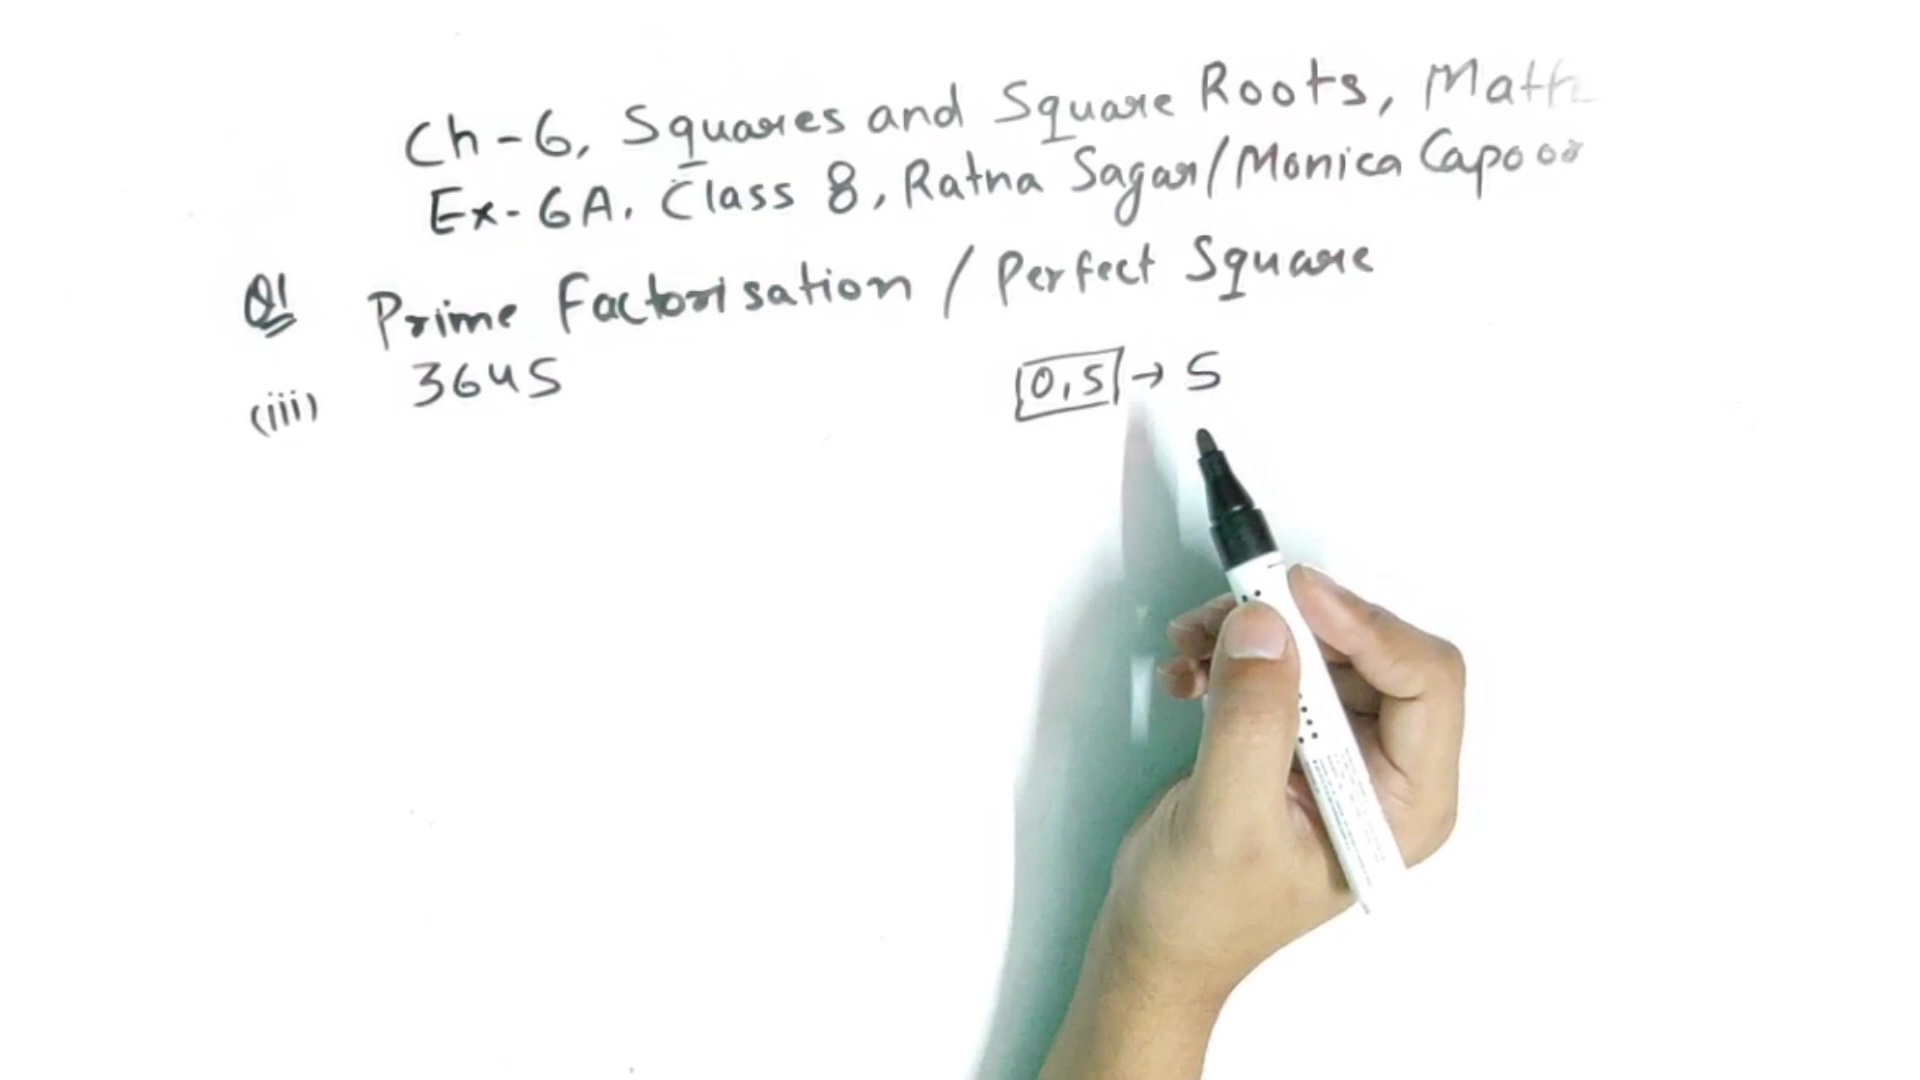 Ch-6, Squares and Square Roots, Math
Ex-6A, Class 8, Ratna Sagar/Monica Capoor
Q1 Prime Factorisation / Perfect Square
(iii) 3645 0,5 → 5